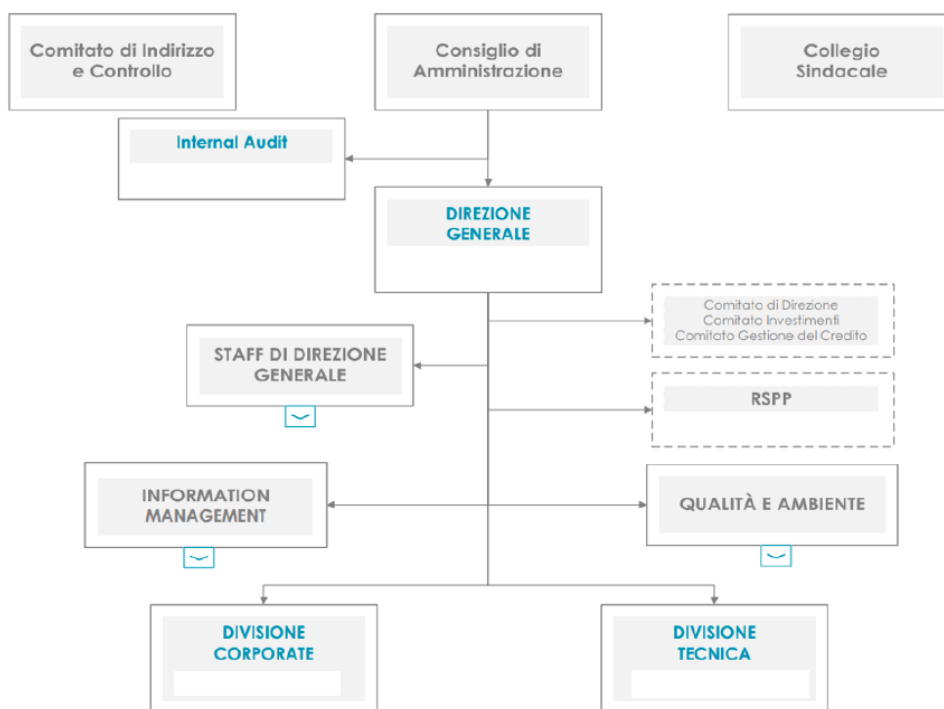 Comitato di Indirizzo
e Controllo
Consiglio di
Amministrazione
Collegio
Sindacale
Internal Audit
DIREZIONE
GENERALE
Comitato di Direzione
Comitato Investimenti
Comitato Gestione del Credito
STAFF DI DIREZIONE
GENERALE
RSPP
INFORMATION
MANAGEMENT
QUALITÀ E AMBIENTE
DIVISIONE
CORPORATE
DIVISIONE
TECNICA